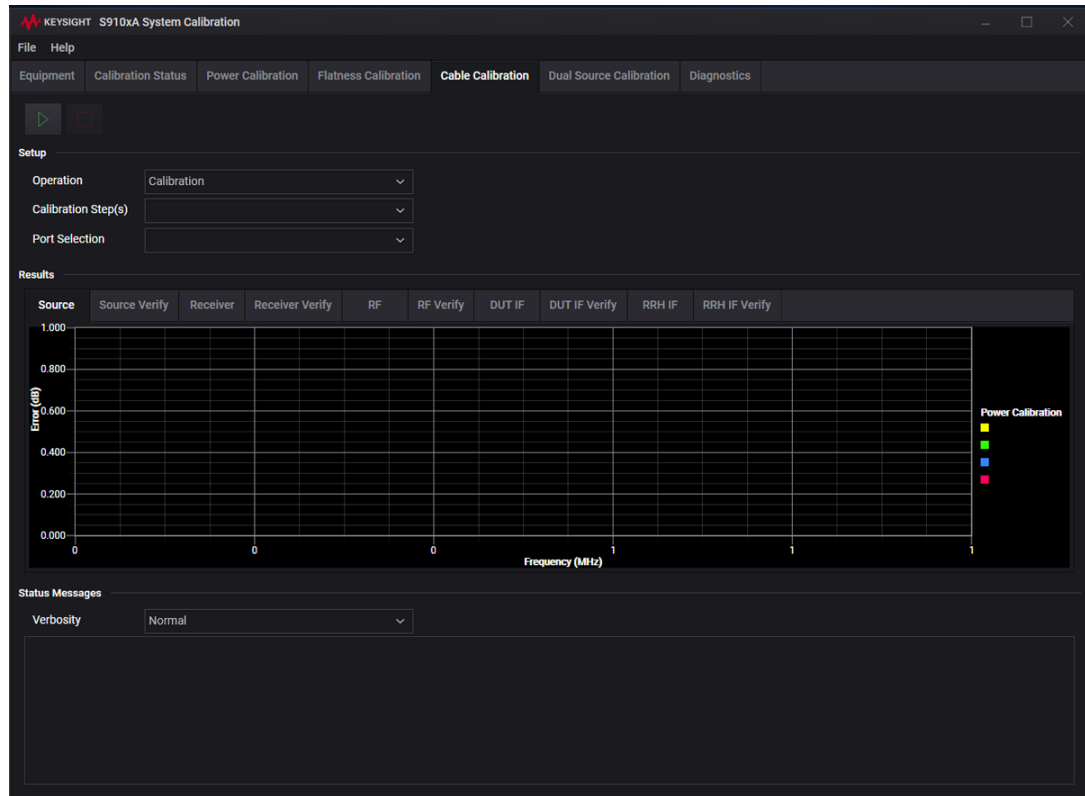 KEYSIGHT S910xA System Calibration
File Help
Equipment Calibration Status Power Calibration Flatness Calibration Cable Calibration Dual Source Calibration Diagnostics
Setup
Operation Calibration
Calibration Step(s)
Port Selection
Results
Source Source Verify Receiver Receiver Verify RF RF Verify DUT IF DUT IF Verify RRH IF RRH IF Verify
1.000
0.800
0.600
0.400
0.200
0.000
Error (dB)
0 0 0 1 1 1
Frequency (MHz)
Power Calibration
Status Messages
Verbosity Normal